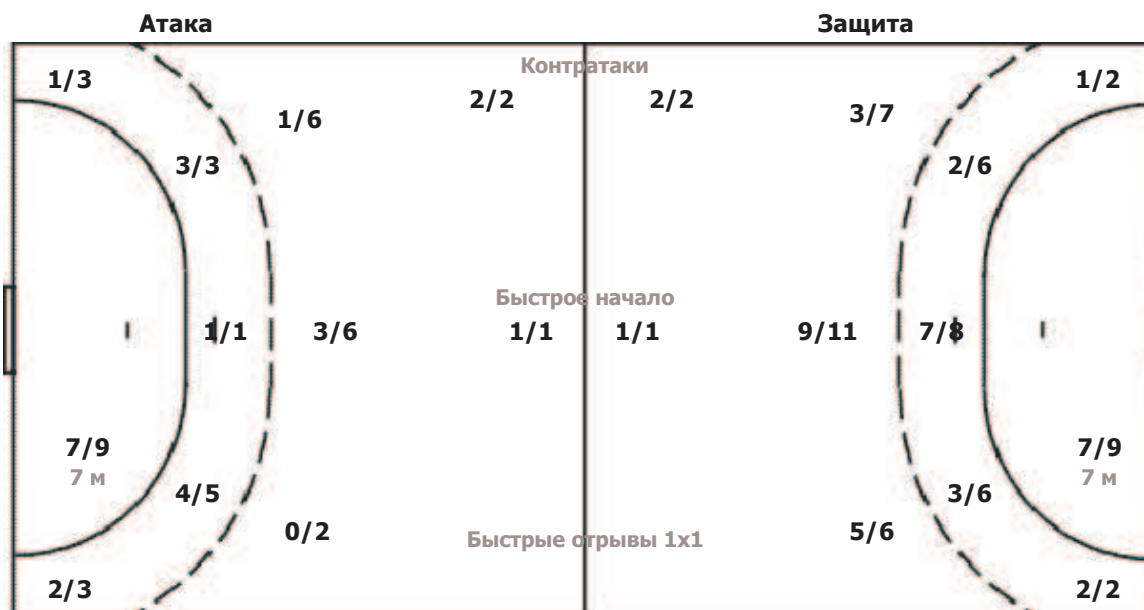 Атака Защита
Контратаки
1/3 1/6 2/2 2/2 3/7 1/2
3/3 2/6
Быстрое начало
1/1 3/6 1/1 1/1 9/11 7/8
7/9 7/9
7 м 7 м
4/5 3/6
0/2 Быстрые отрывы 1х1 5/6
2/3 2/2